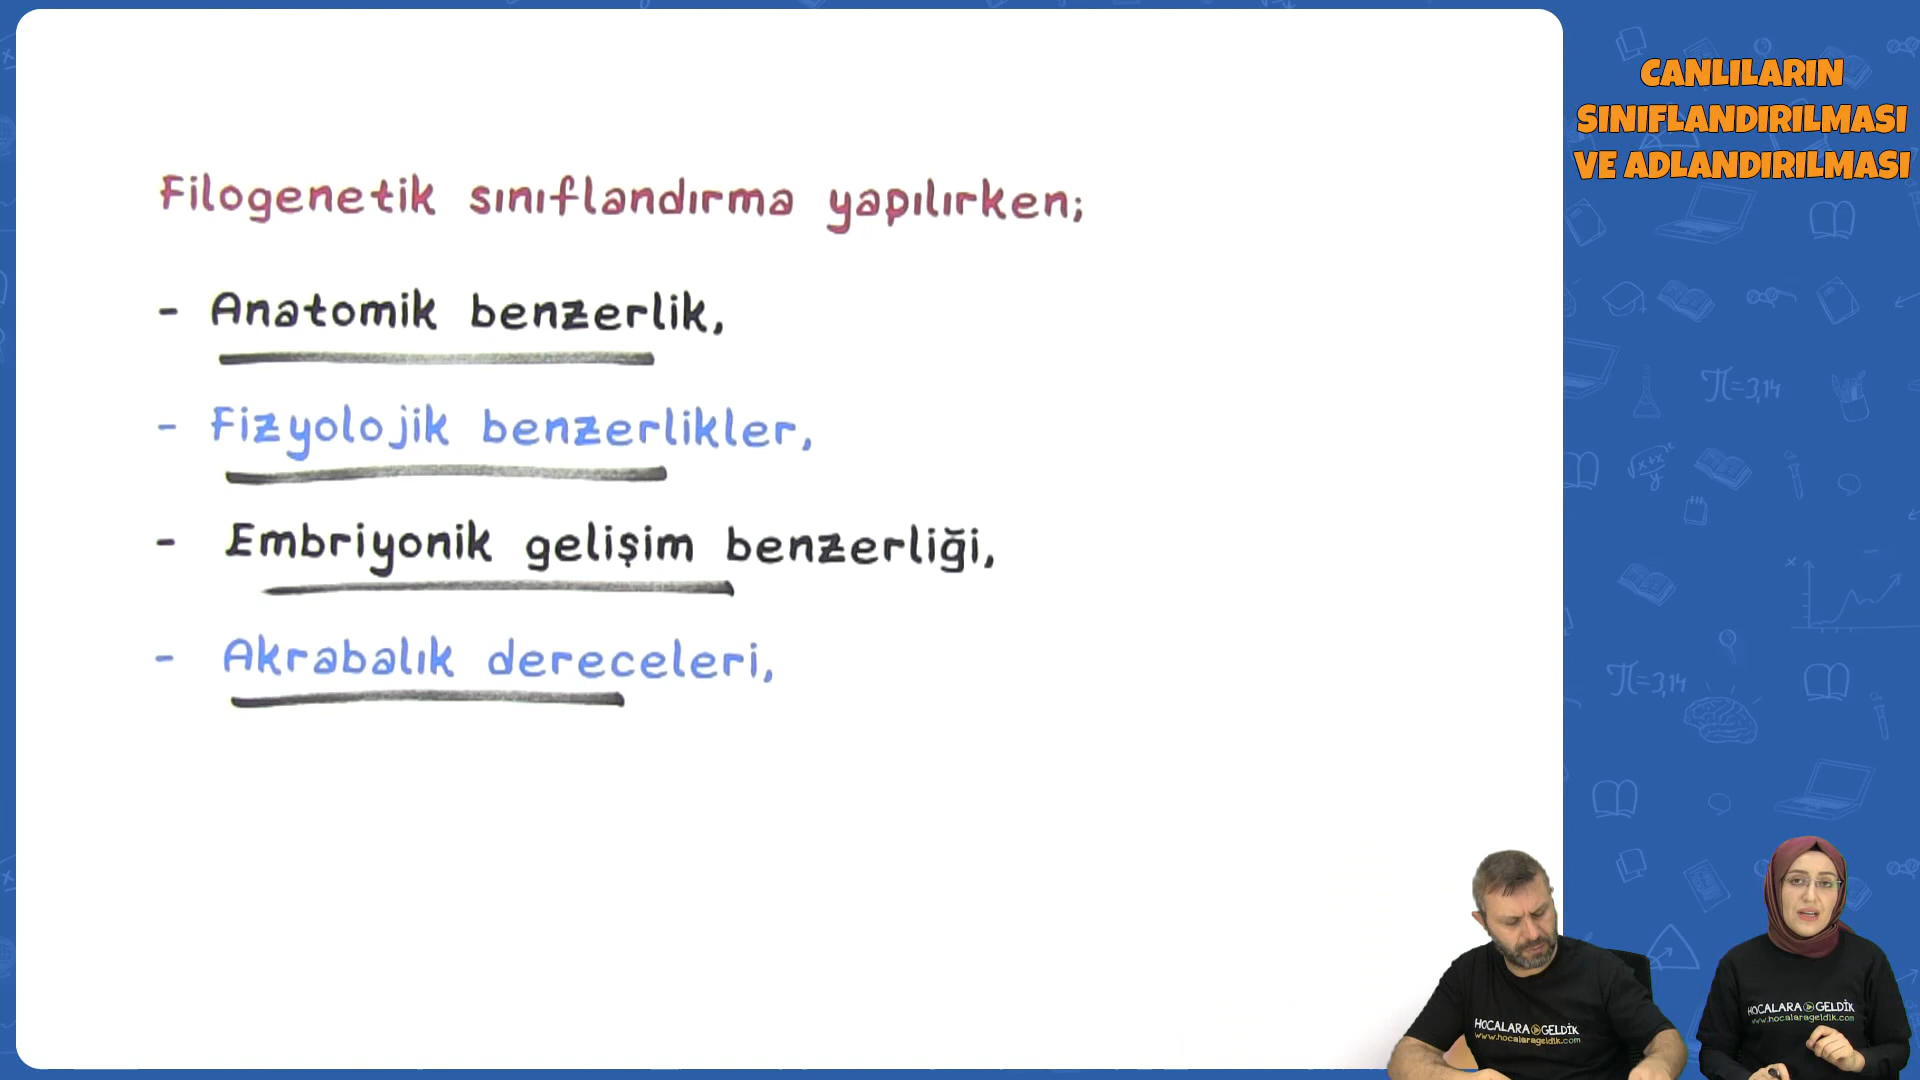 CANLILARIN
SINIFLANDIRILMASI
VE ADLANDIRILMASI
Filogenetik sınıflandırma yapılırken;
- Anatomik benzerlik,
- Fizyolojik benzerlikler,
- Embriyonik gelişim benzerliği,
- Akrabalık dereceleri,
π=3,14
π=3,14
HOCALARA GELDİK
www.hocalarageldik.com
HOCALARA GELDİK
www.hocalarageldik.com